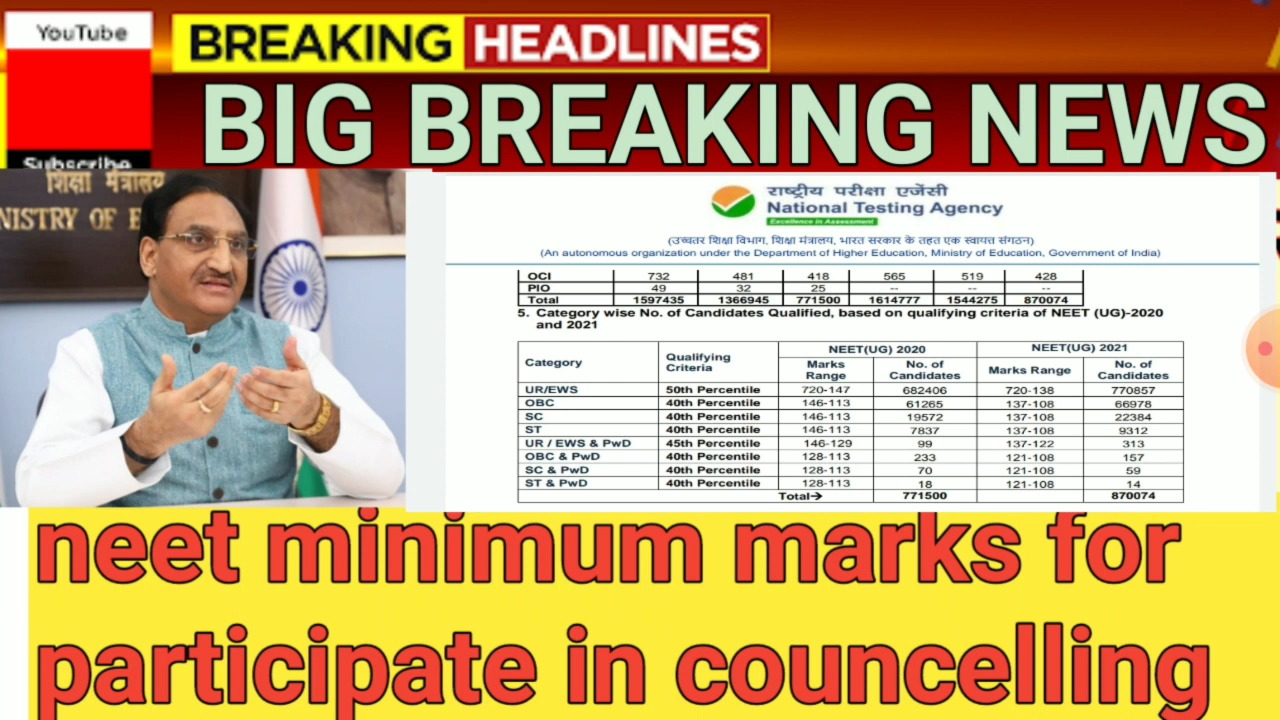 YouTube
BREAKING HEADLINES
BIG BREAKING NEWS
Subscribe
शिक्षा मंत्रालय
NISTRY OF E
राष्ट्रीय परीक्षा एजेंसी
National Testing Agency
Excellence in Assessment
(उच्चतर शिक्षा विभाग, शिक्षा मंत्रालय, भारत सरकार के तहत एक स्वायत्त संगठन)
(An autonomous organization under the Department of Higher Education, Ministry of Education, Government of India)
OCI 732 481 418 565 519 428
PIO 49 32 25 -- -- --
Total 1597435 1366945 771500 1614777 1544275 870074
5. Category wise No. of Candidates Qualified, based on qualifying criteria of NEET (UG)-2020
and 2021
Category Qualifying Criteria NEET(UG) 2020 NEET(UG) 2021
Marks Range No. of Candidates Marks Range No. of Candidates
UR/EWS 50th Percentile 720-147 682406 720-138 770857
OBC 40th Percentile 146-113 61265 137-108 66978
SC 40th Percentile 146-113 19572 137-108 22384
ST 40th Percentile 146-113 7837 137-108 9312
UR / EWS & PwD 45th Percentile 146-129 99 137-122 313
OBC & PwD 40th Percentile 128-113 233 121-108 157
SC & PwD 40th Percentile 128-113 70 121-108 59
ST & PwD 40th Percentile 128-113 18 121-108 14
Total→ 771500 870074
neet minimum marks for
participate in councelling